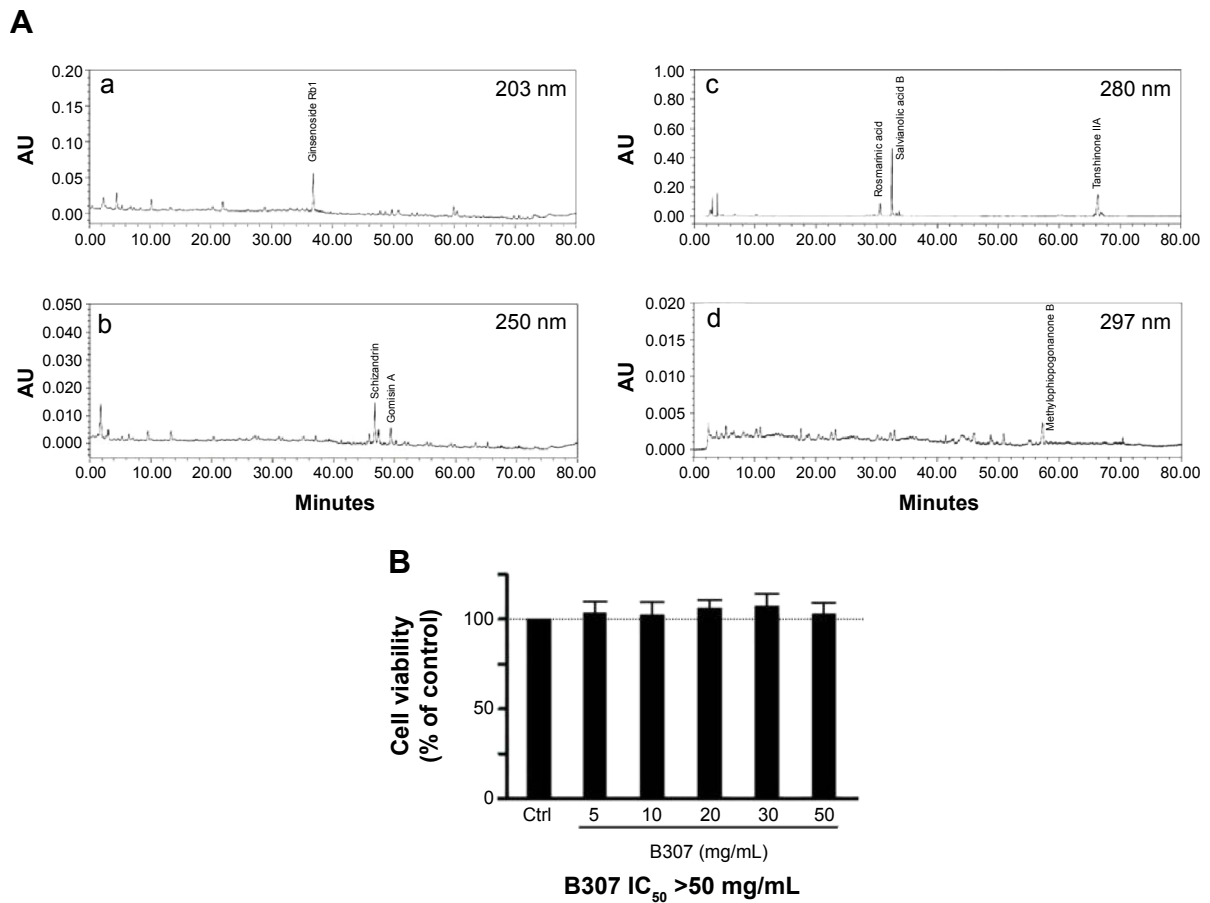 A
a
203 nm
Ginsenoside Rb1
AU
0.20
0.15
0.10
0.05
0.00
0.00 10.00 20.00 30.00 40.00 50.00 60.00 70.00 80.00
c
280 nm
Rosmarinic acid
Salvianolic acid B
Tanshinone IIA
AU
1.00
0.80
0.60
0.40
0.20
0.00
0.00 10.00 20.00 30.00 40.00 50.00 60.00 70.00 80.00
b
250 nm
Schizandrin
Gomisin A
AU
0.050
0.040
0.030
0.020
0.010
0.000
0.00 10.00 20.00 30.00 40.00 50.00 60.00 70.00 80.00
Minutes
d
297 nm
Methylophiopogonanone B
AU
0.020
0.015
0.010
0.005
0.000
0.00 10.00 20.00 30.00 40.00 50.00 60.00 70.00 80.00
Minutes
B
Cell viability
(% of control)
100
50
0
Ctrl 5 10 20 30 50
B307 (mg/mL)
B307 IC50 >50 mg/mL